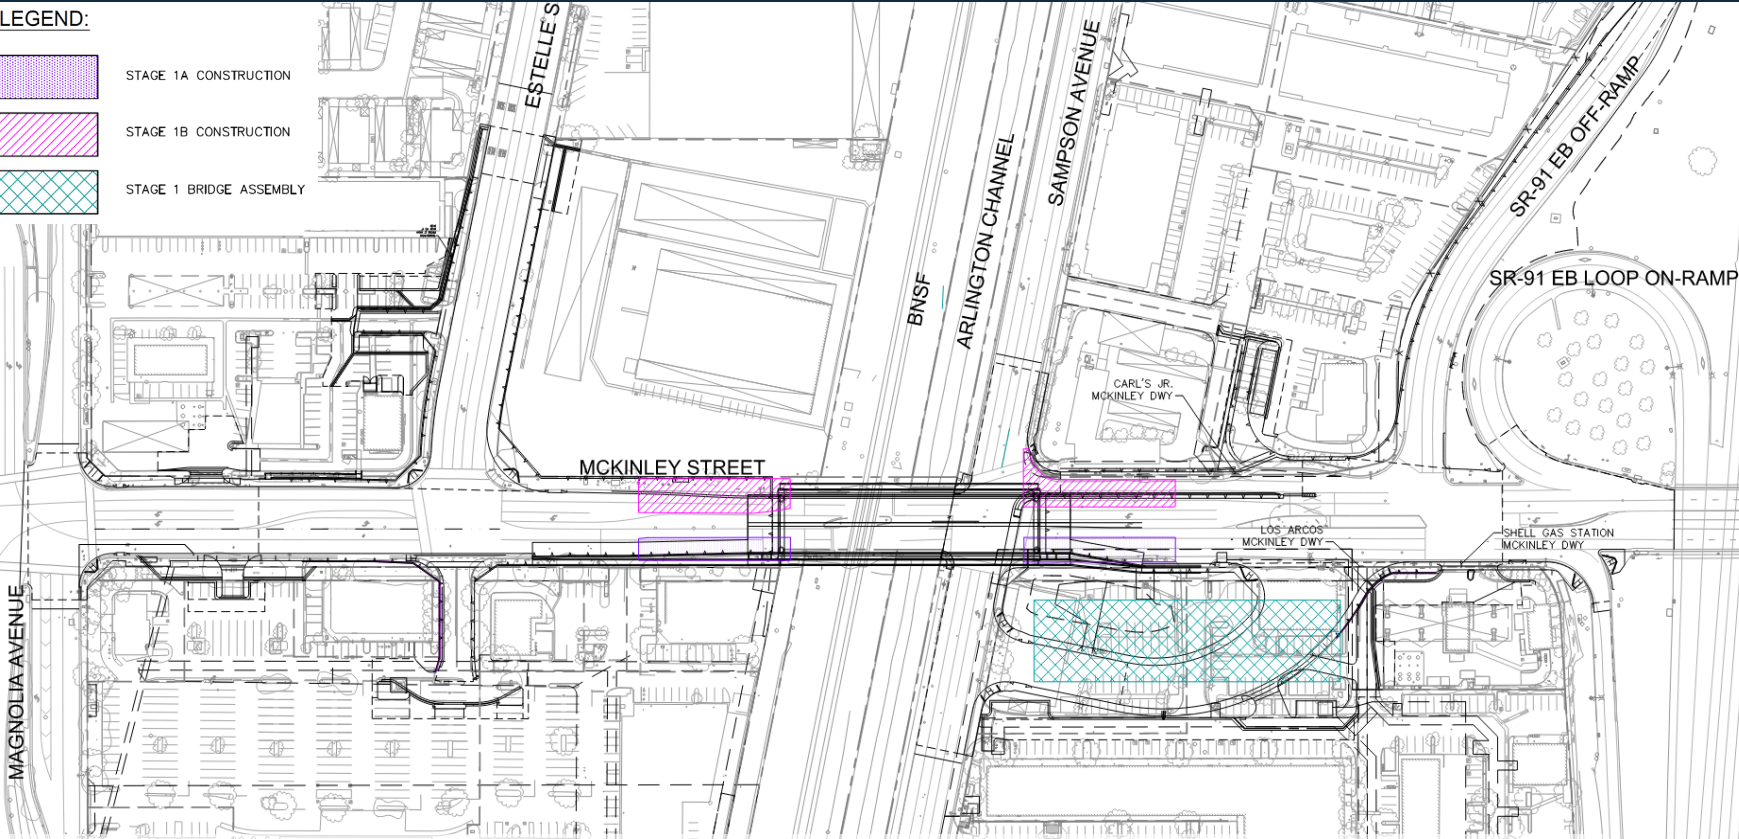 LEGEND:
STAGE 1A CONSTRUCTION
STAGE 1B CONSTRUCTION
STAGE 1 BRIDGE ASSEMBLY
ESTELLE S
BNSF
ARLINGTON CHANNEL
SAMPSON AVENUE
SR-91 EB OFF-RAMP
SR-91 EB LOOP ON-RAMP
CARL'S JR.
MCKINLEY DWY
MCKINLEY STREET
LOS ARCOS
MCKINLEY DWY
SHELL GAS STATION
MCKINLEY DWY
MAGNOLIA AVENUE